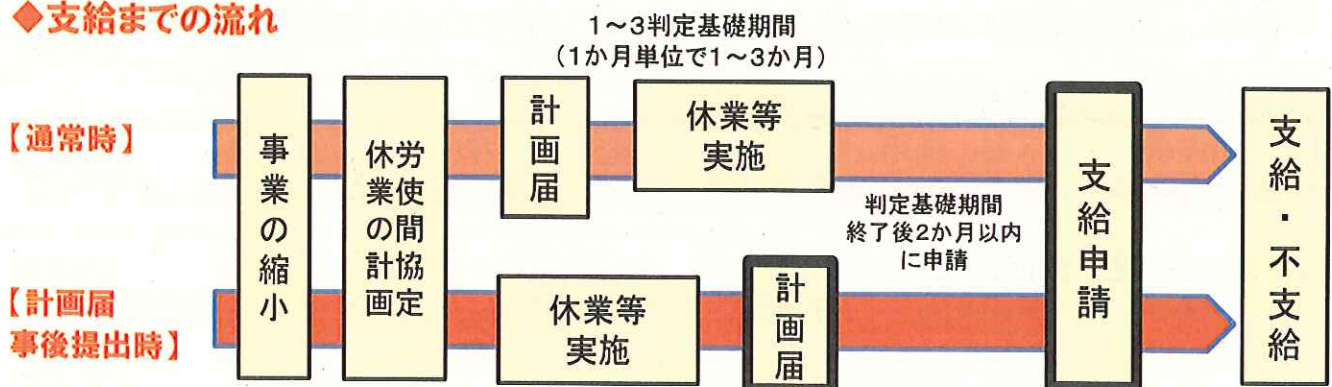 ◆支給までの流れ
1～3判定基礎期間
（1か月単位で1～3か月）
【通常時】
事業の縮小
労使間協定
休業の計画
計画届
休業等
実施
判定基礎期間
終了後2か月以内
に申請
支給申請
支給・不支給
【計画届
事後提出時】
休業等
実施
計画届